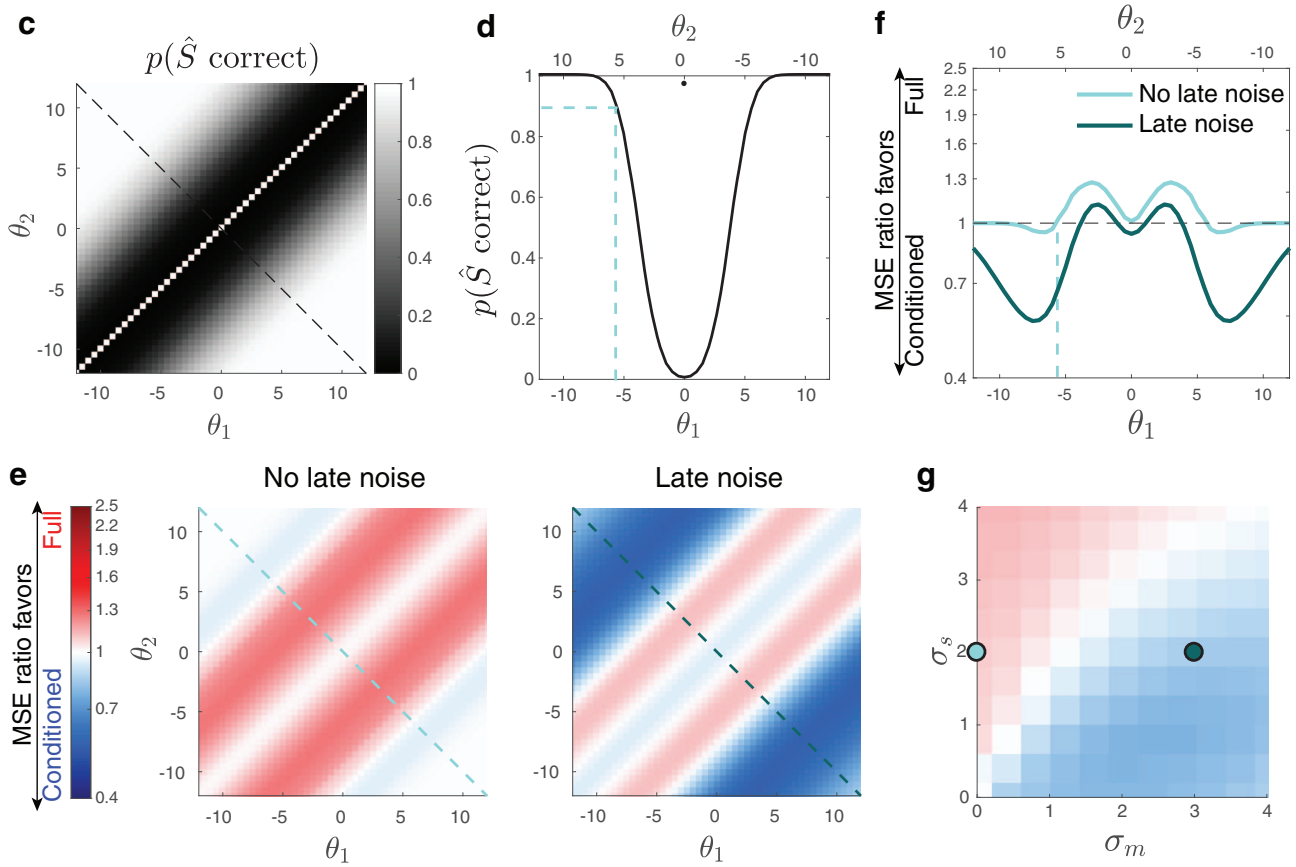 c
p(Ŝ correct)
10
5
0
-5
-10
θ₂
-10 -5 0 5 10
θ₁
1
0.8
0.6
0.4
0.2
0
d
θ₂
10 5 0 -5 -10
1
0.8
0.6
0.4
0.2
0
p(Ŝ correct)
-10 -5 0 5 10
θ₁
f
θ₂
10 5 0 -5 -10
MSE ratio favors
Full
Conditioned
2.5
2.2
1.9
1.6
1.3
1
0.7
0.4
No late noise
Late noise
-10 -5 0 5 10
θ₁
e
MSE ratio favors
Full
Conditioned
2.5
2.2
1.9
1.6
1.3
1.0
0.7
0.4
No late noise
10
5
0
-5
-10
θ₂
-10 -5 0 5 10
θ₁
Late noise
10
5
0
-5
-10
-10 -5 0 5 10
θ₁
g
4
3
2
1
0
σₛ
0 1 2 3 4
σₘ